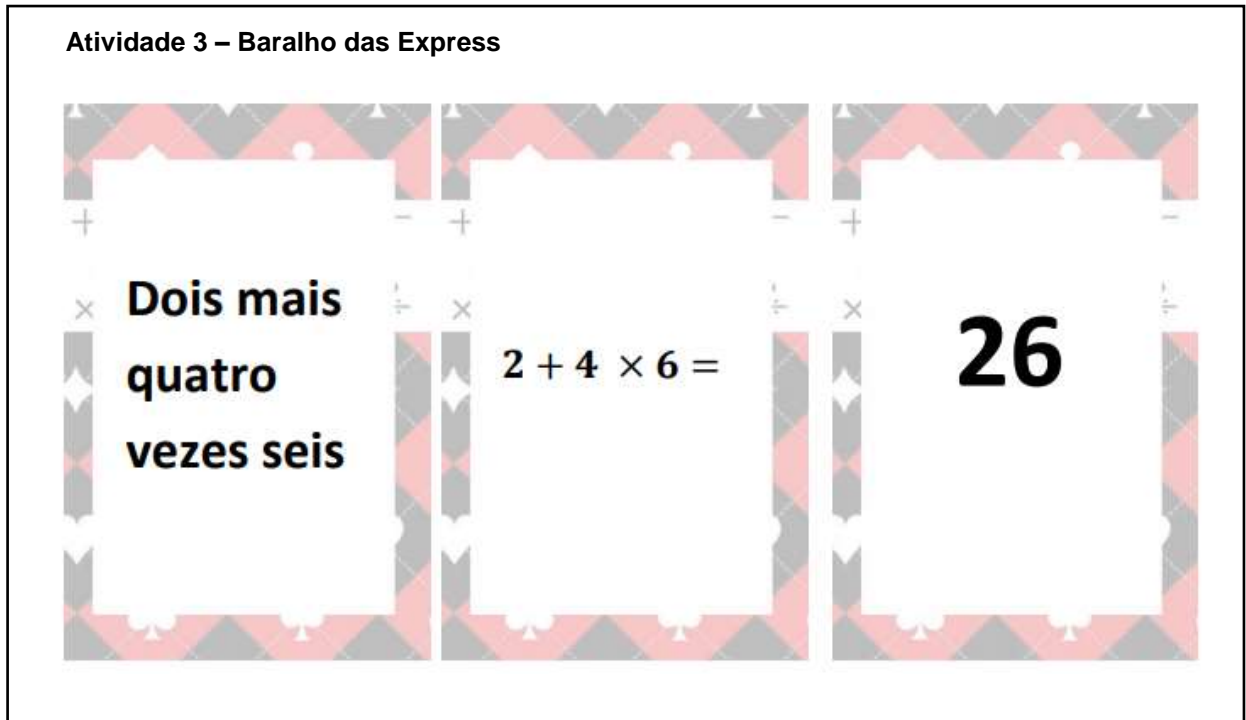 Atividade 3 – Baralho das Express
Dois mais
quatro
vezes seis
2 + 4 × 6 =
26